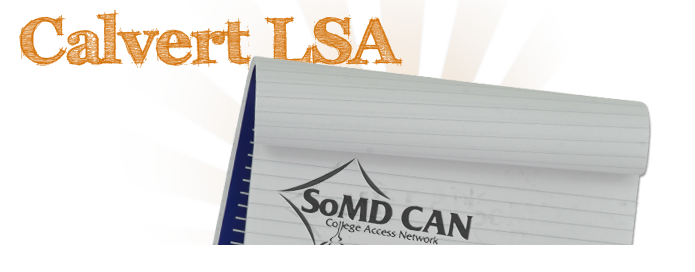 Calvert LSA
SoMD CAN
College Access Network